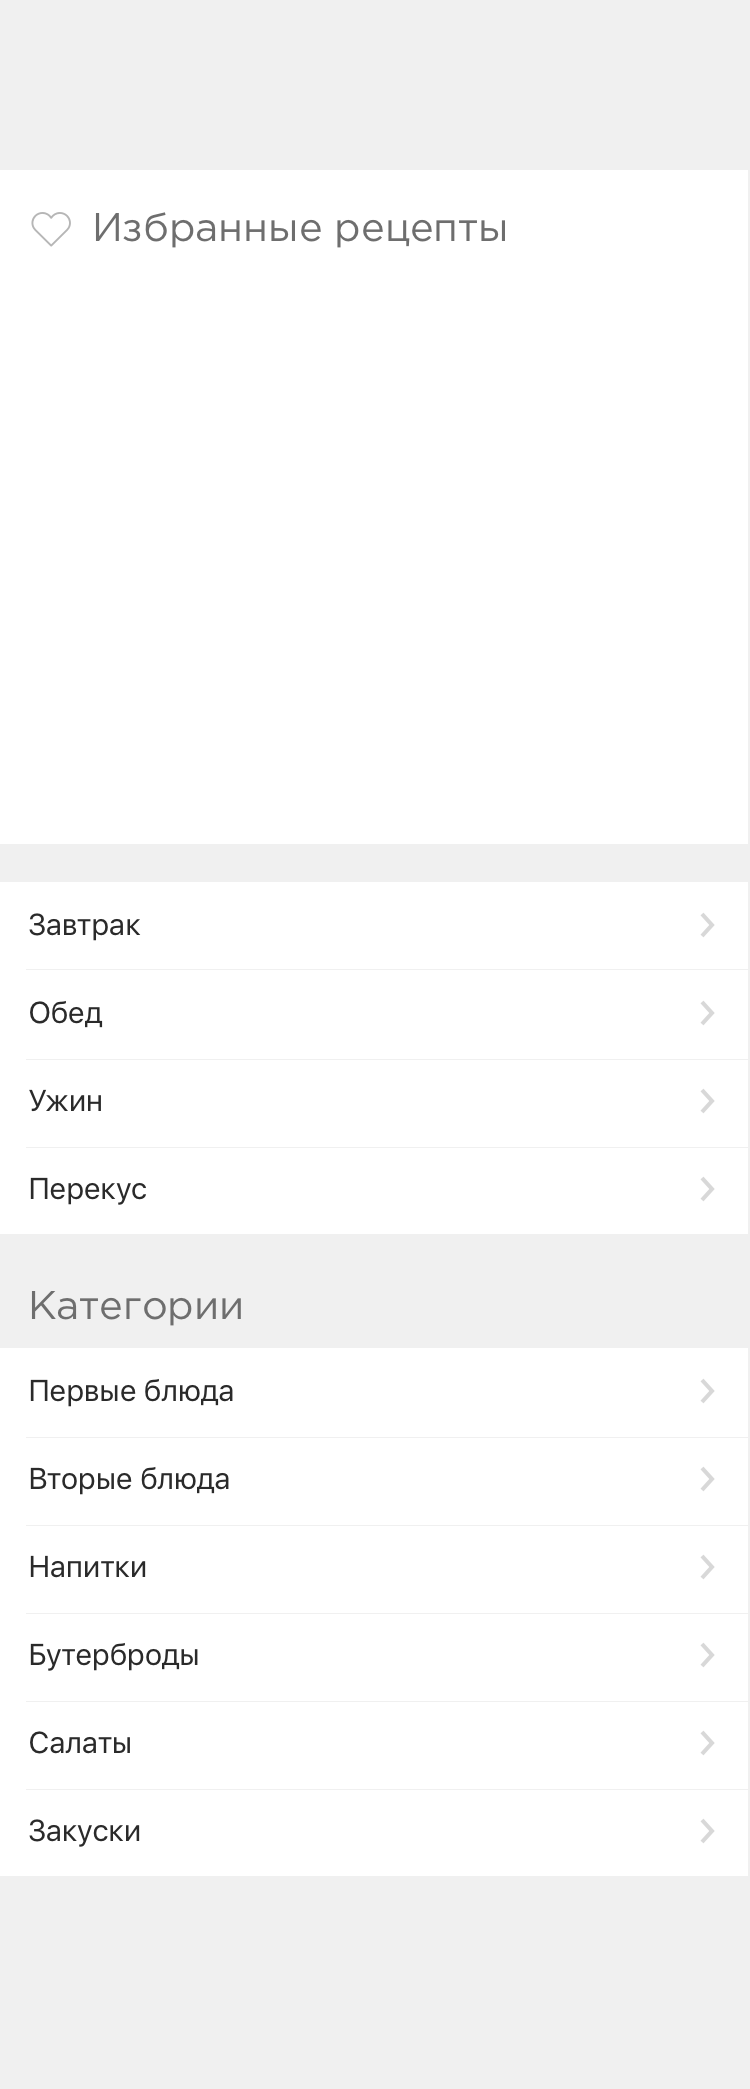 Избранные рецепты
Завтрак
Обед
Ужин
Перекус
Категории
Первые блюда
Вторые блюда
Напитки
Бутерброды
Салаты
Закуски